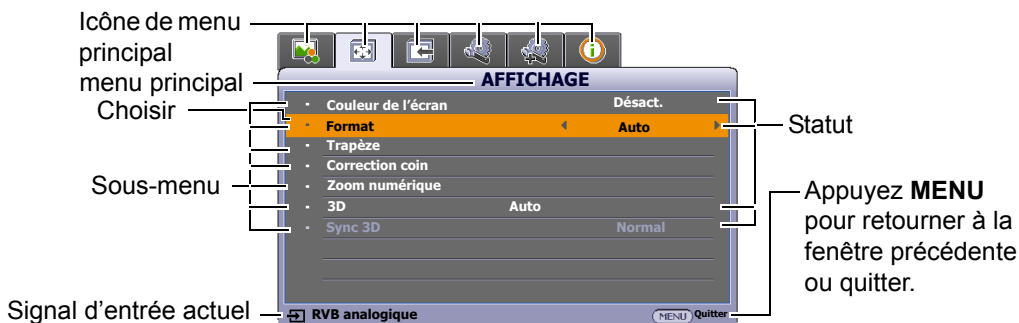 Icône de menu
principal
menu principal
AFFICHAGE
Choisir
Couleur de l'écran Désact.
Format Auto
Statut
Trapèze
Correction coin
Sous-menu
Zoom numérique
3D Auto
Sync 3D Normal
Appuyez MENU
pour retourner à la
fenêtre précédente
ou quitter.
Signal d'entrée actuel
RVB analogique
MENU Quitter